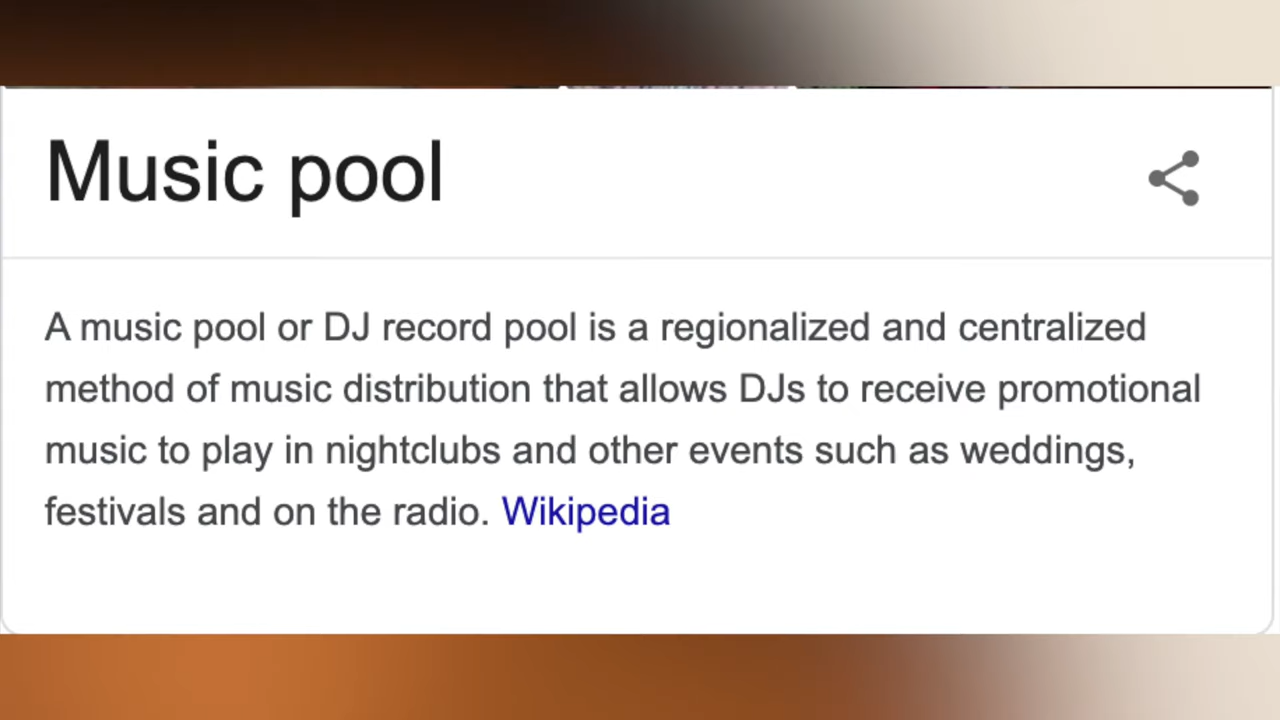 Music pool
A music pool or DJ record pool is a regionalized and centralized
method of music distribution that allows DJs to receive promotional
music to play in nightclubs and other events such as weddings,
festivals and on the radio. Wikipedia